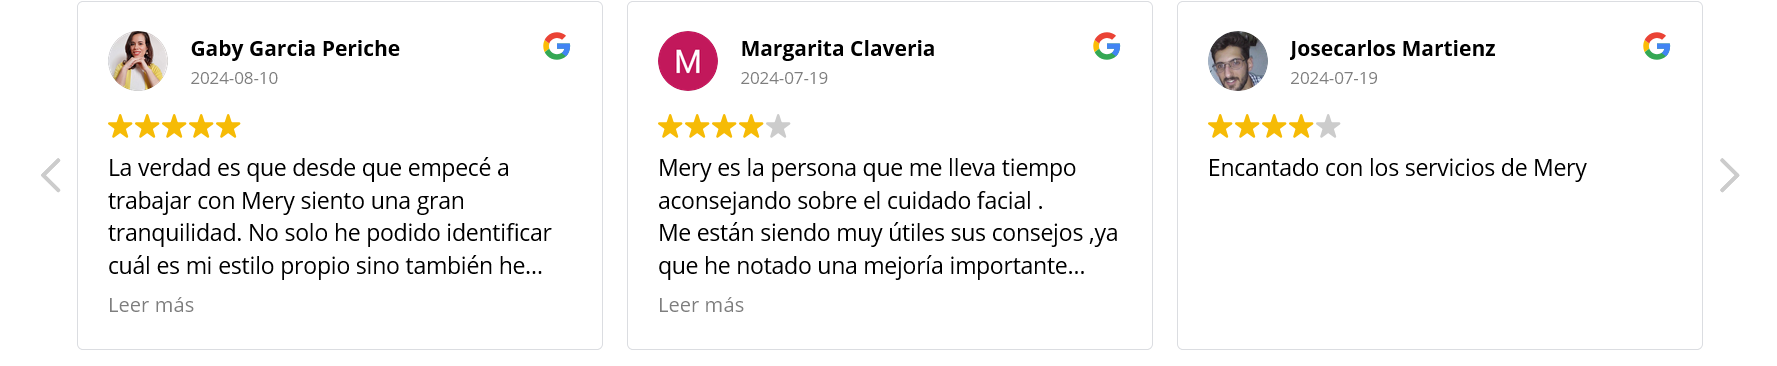 Gaby Garcia Periche
2024-08-10
La verdad es que desde que empecé a
trabajar con Mery siento una gran
tranquilidad. No solo he podido identificar
cuál es mi estilo propio sino también he...
Leer más
M
Margarita Claveria
2024-07-19
Mery es la persona que me lleva tiempo
aconsejando sobre el cuidado facial .
Me están siendo muy útiles sus consejos ,ya
que he notado una mejoría importante...
Leer más
Josecarlos Martienz
2024-07-19
Encantado con los servicios de Mery